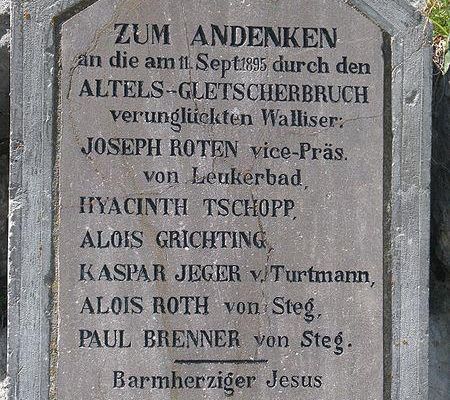 ZUM ANDENKEN
an die am 11. Sept. 1895 durch den
ALTELS-GLETSCHERBRUCH
verunglückten Walliser:
JOSEPH ROTEN vice-Präs.
von Leukerbad,
HYACINTH TSCHOPP,
ALOIS GRICHTING,
KASPAR JEGER v. Turtmann,
ALOIS ROTH von Steg,
PAUL BRENNER von Steg.
Barmherziger Jesus